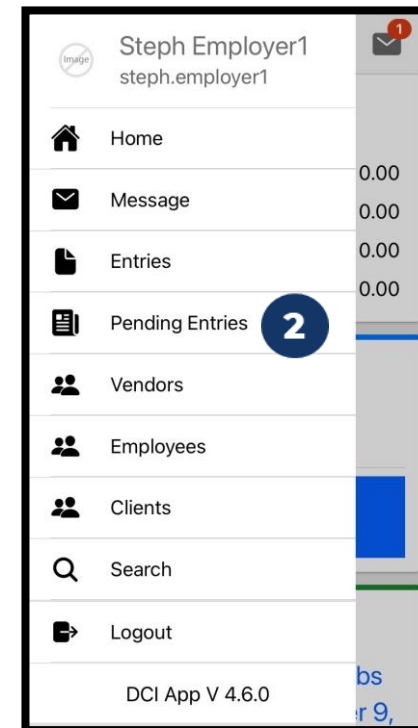 Image
Steph Employer1
steph.employer1
1
Home
Message
Entries
Pending Entries 2
Vendors
Employees
Clients
Search
Logout
DCI App V 4.6.0
0.00
0.00
0.00
0.00
bs
r 9,